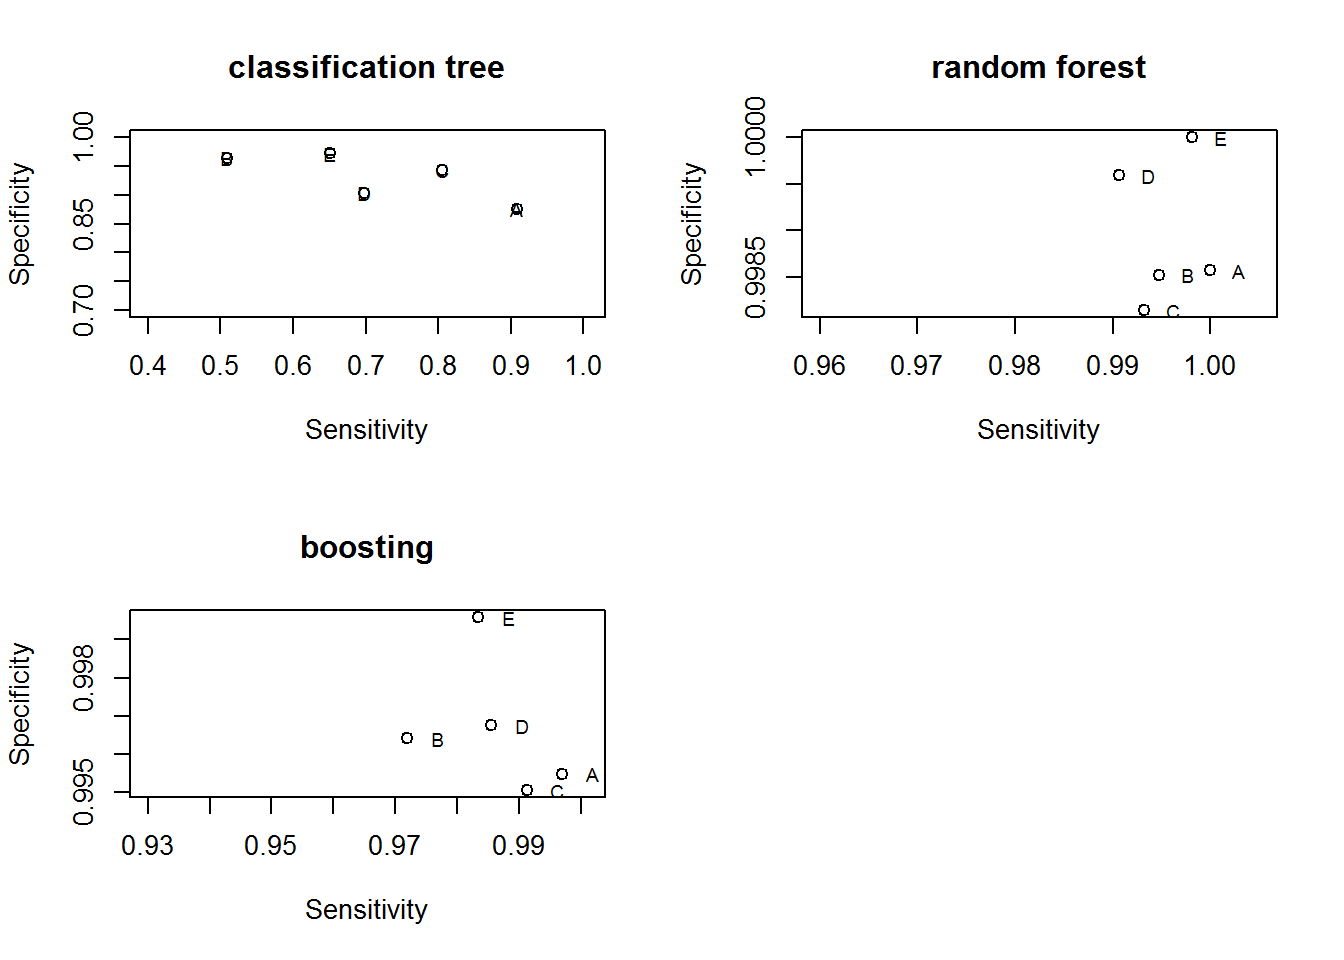 classification tree
Specificity
1.00
0.85
0.70
A
0.4 0.5 0.6 0.7 0.8 0.9 1.0
Sensitivity
random forest
Specificity
1.0000
0.9985
E
D
B
A
C
0.96 0.97 0.98 0.99 1.00
Sensitivity
boosting
Specificity
0.998
0.995
E
D
B
A
C
0.93 0.95 0.97 0.99
Sensitivity